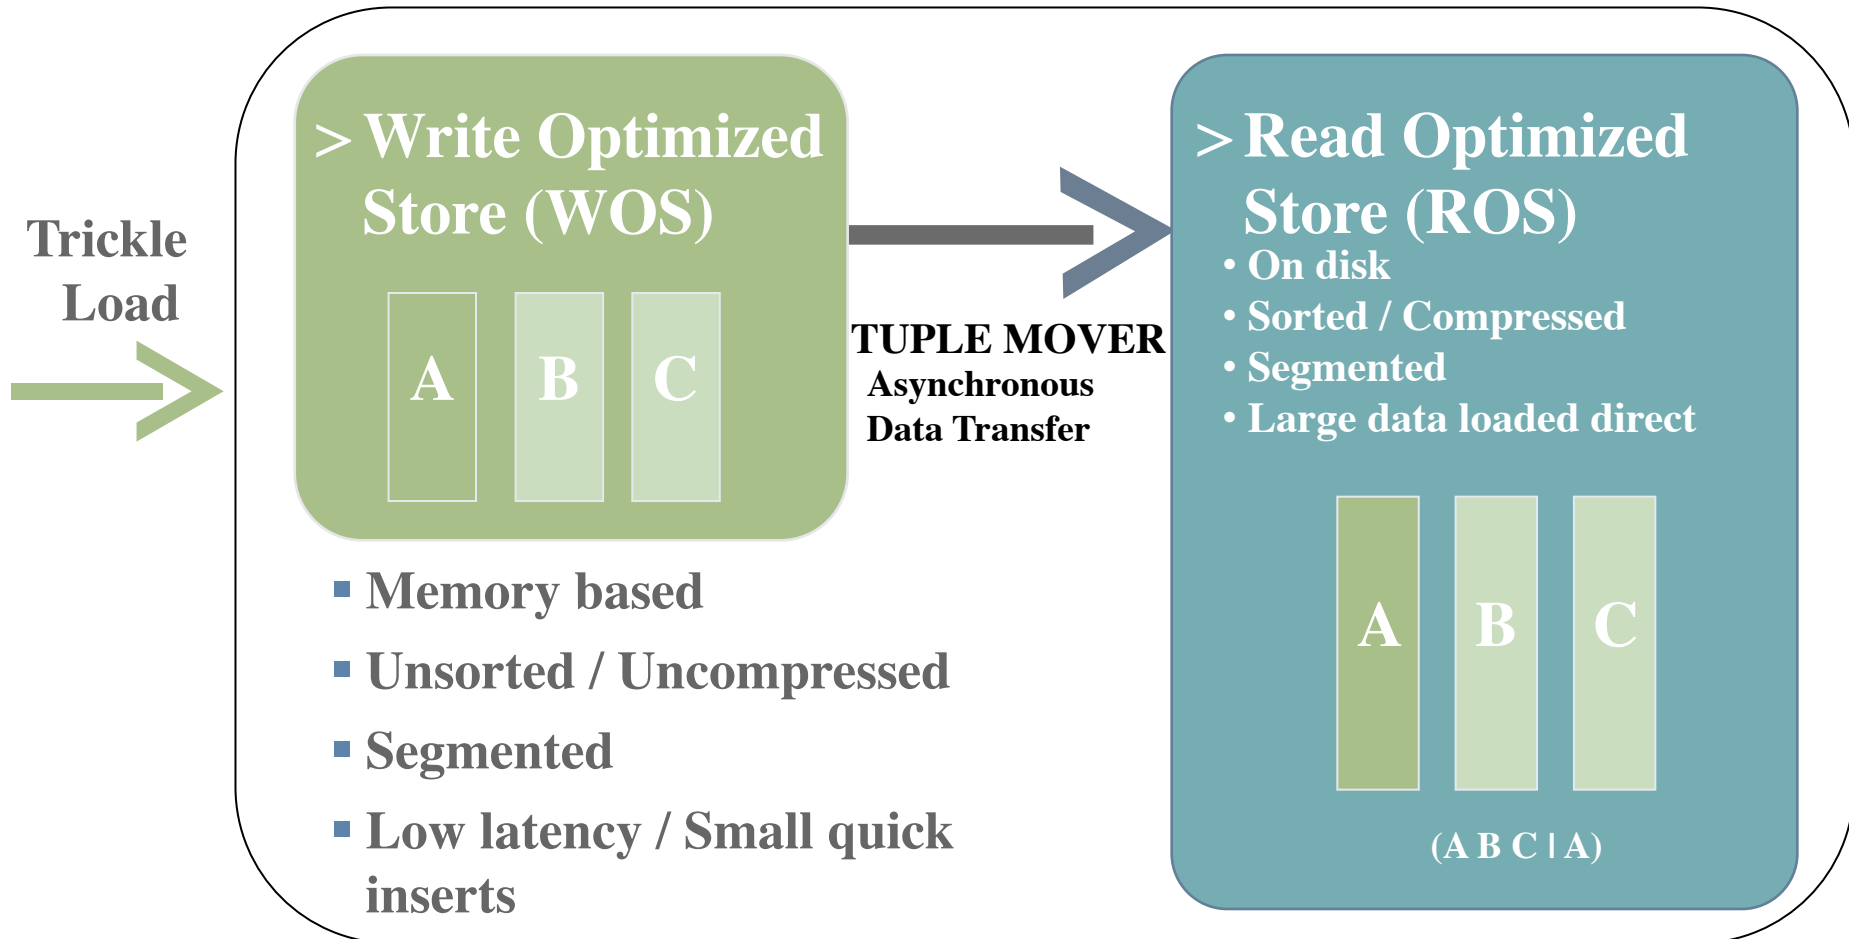 Trickle
Load
> Write Optimized
Store (WOS)
A B C
▪ Memory based
▪ Unsorted / Uncompressed
▪ Segmented
▪ Low latency / Small quick
inserts
TUPLE MOVER
Asynchronous
Data Transfer
> Read Optimized
Store (ROS)
• On disk
• Sorted / Compressed
• Segmented
• Large data loaded direct
A B C
(A B C | A)